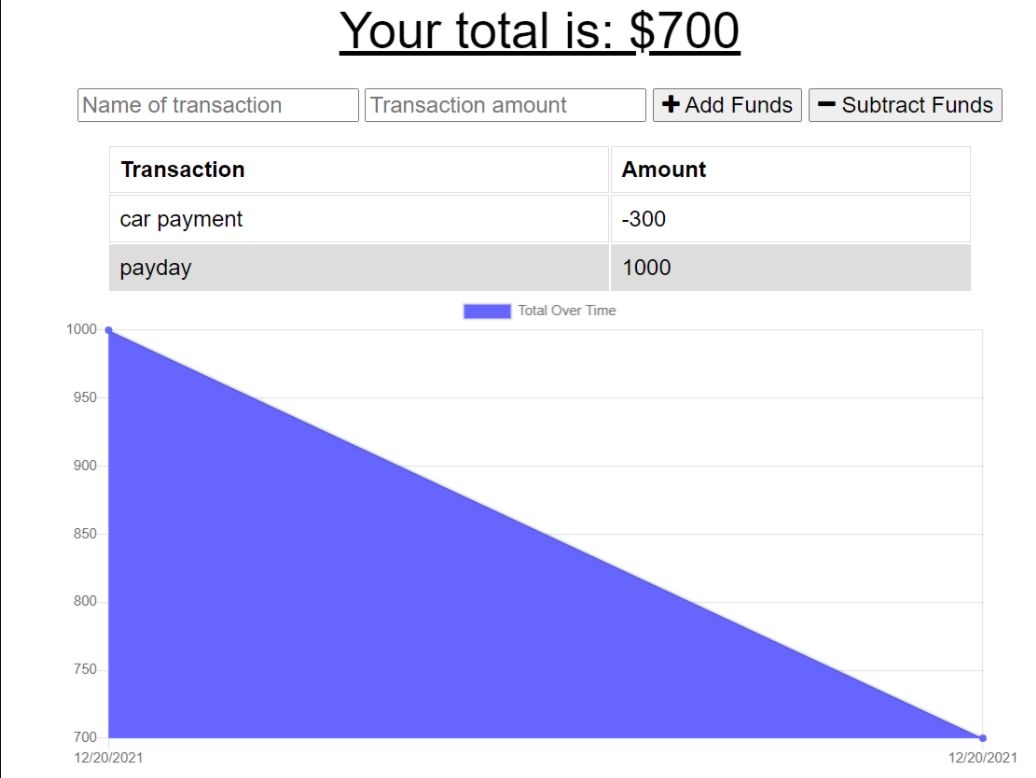 Your total is: $700
Name of transaction Transaction amount Add Funds Subtract Funds
Transaction Amount
car payment -300
payday 1000
Total Over Time
1000
950
900
850
800
750
700
12/20/2021 12/20/2021